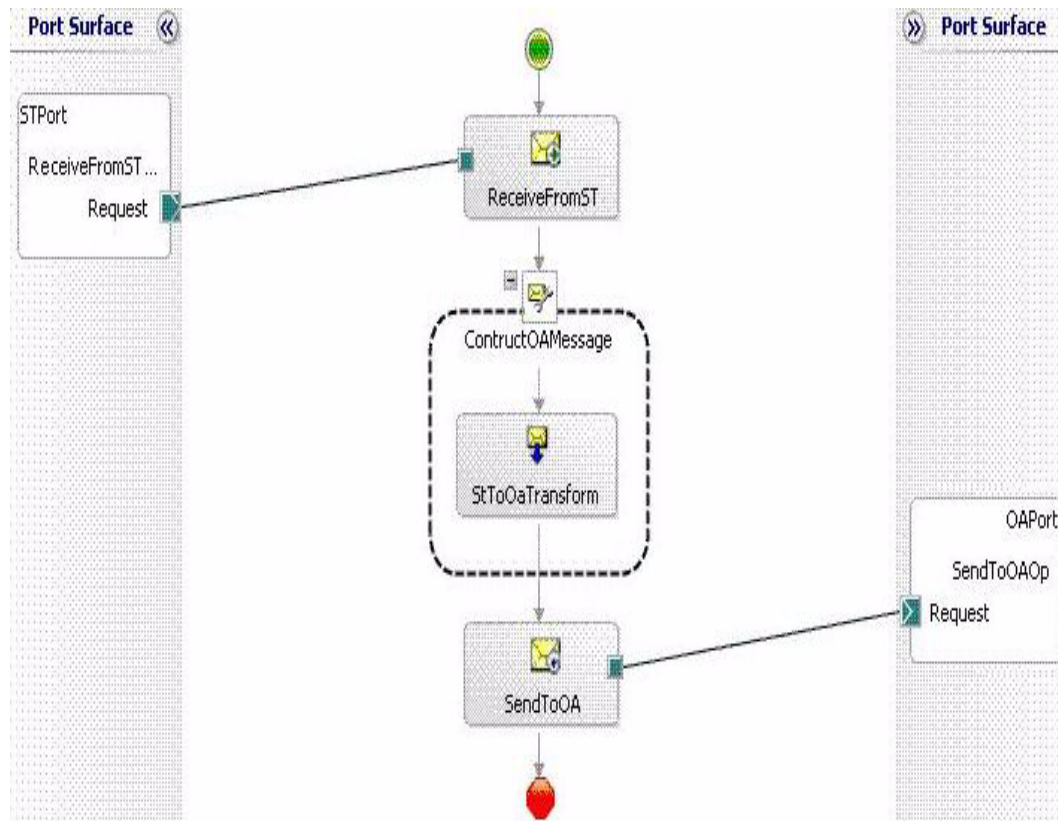 Port Surface
Port Surface
STPort
ReceiveFromST...
Request
ReceiveFromST
ContructOAMessage
StToOaTransform
OAPort
SendToOAOp
Request
SendToOA